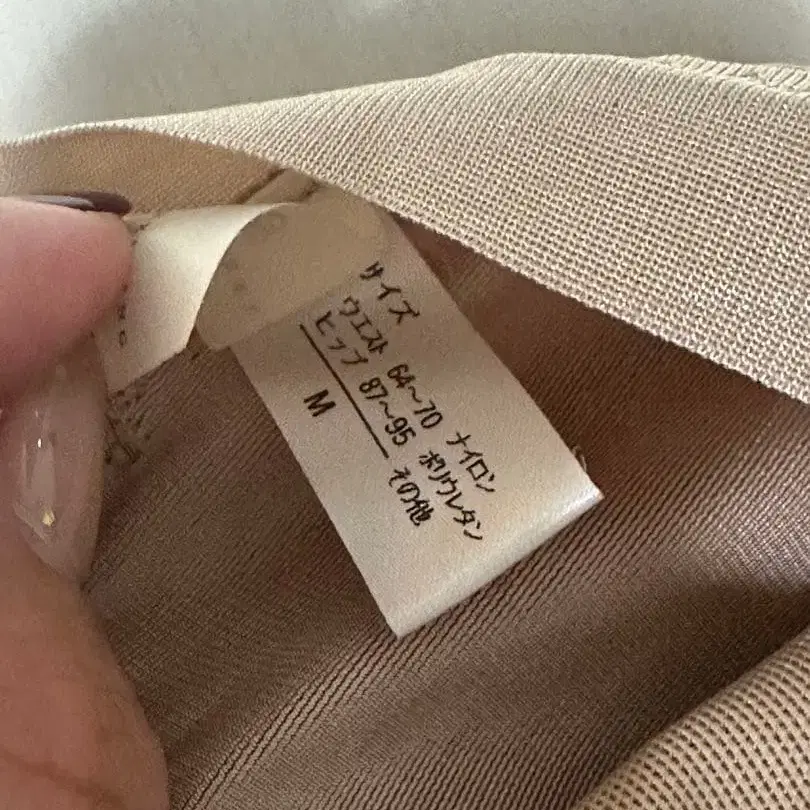 サイズ
ウエスト 64～70
ヒップ 87～95
M
ナイロン
ポリウレタン
その他